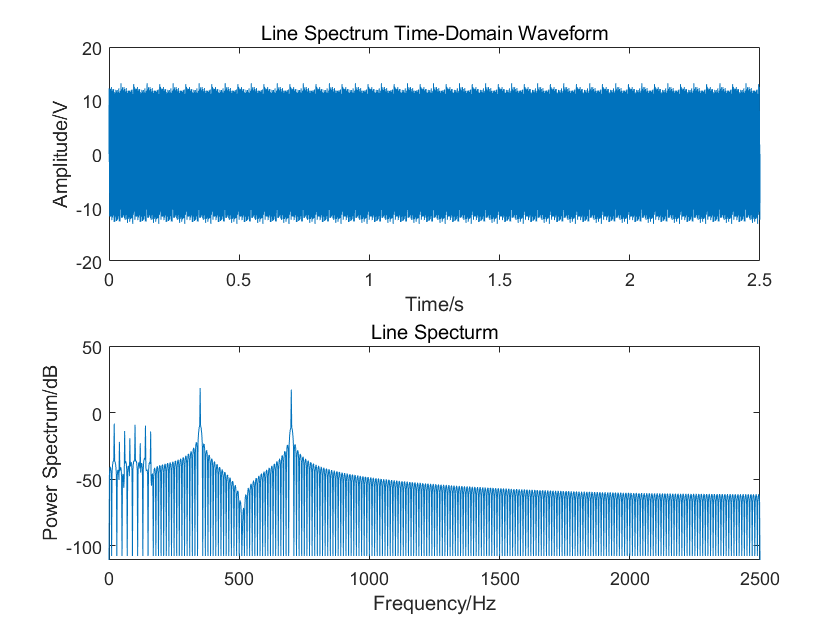 Line Spectrum Time-Domain Waveform
20
10
0
-10
-20
Amplitude/V
0 0.5 1 1.5 2 2.5
Time/s
Line Specturm
50
0
-50
-100
Power Spectrum/dB
0 500 1000 1500 2000 2500
Frequency/Hz